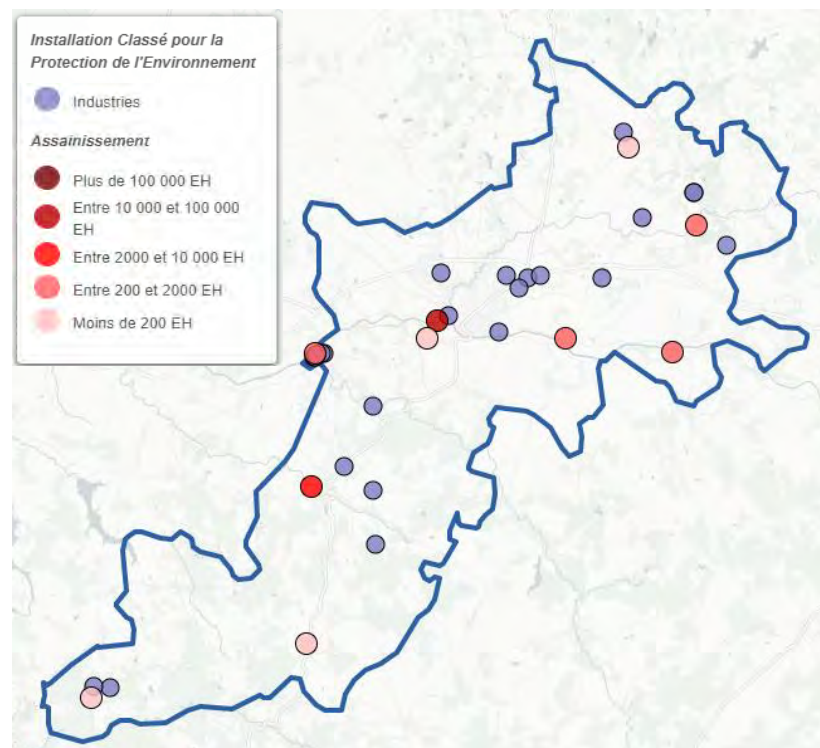 Installation Classé pour la
Protection de l'Environnement
Industries
Assainissement
Plus de 100 000 EH
Entre 10 000 et 100 000
EH
Entre 2000 et 10 000 EH
Entre 200 et 2000 EH
Moins de 200 EH